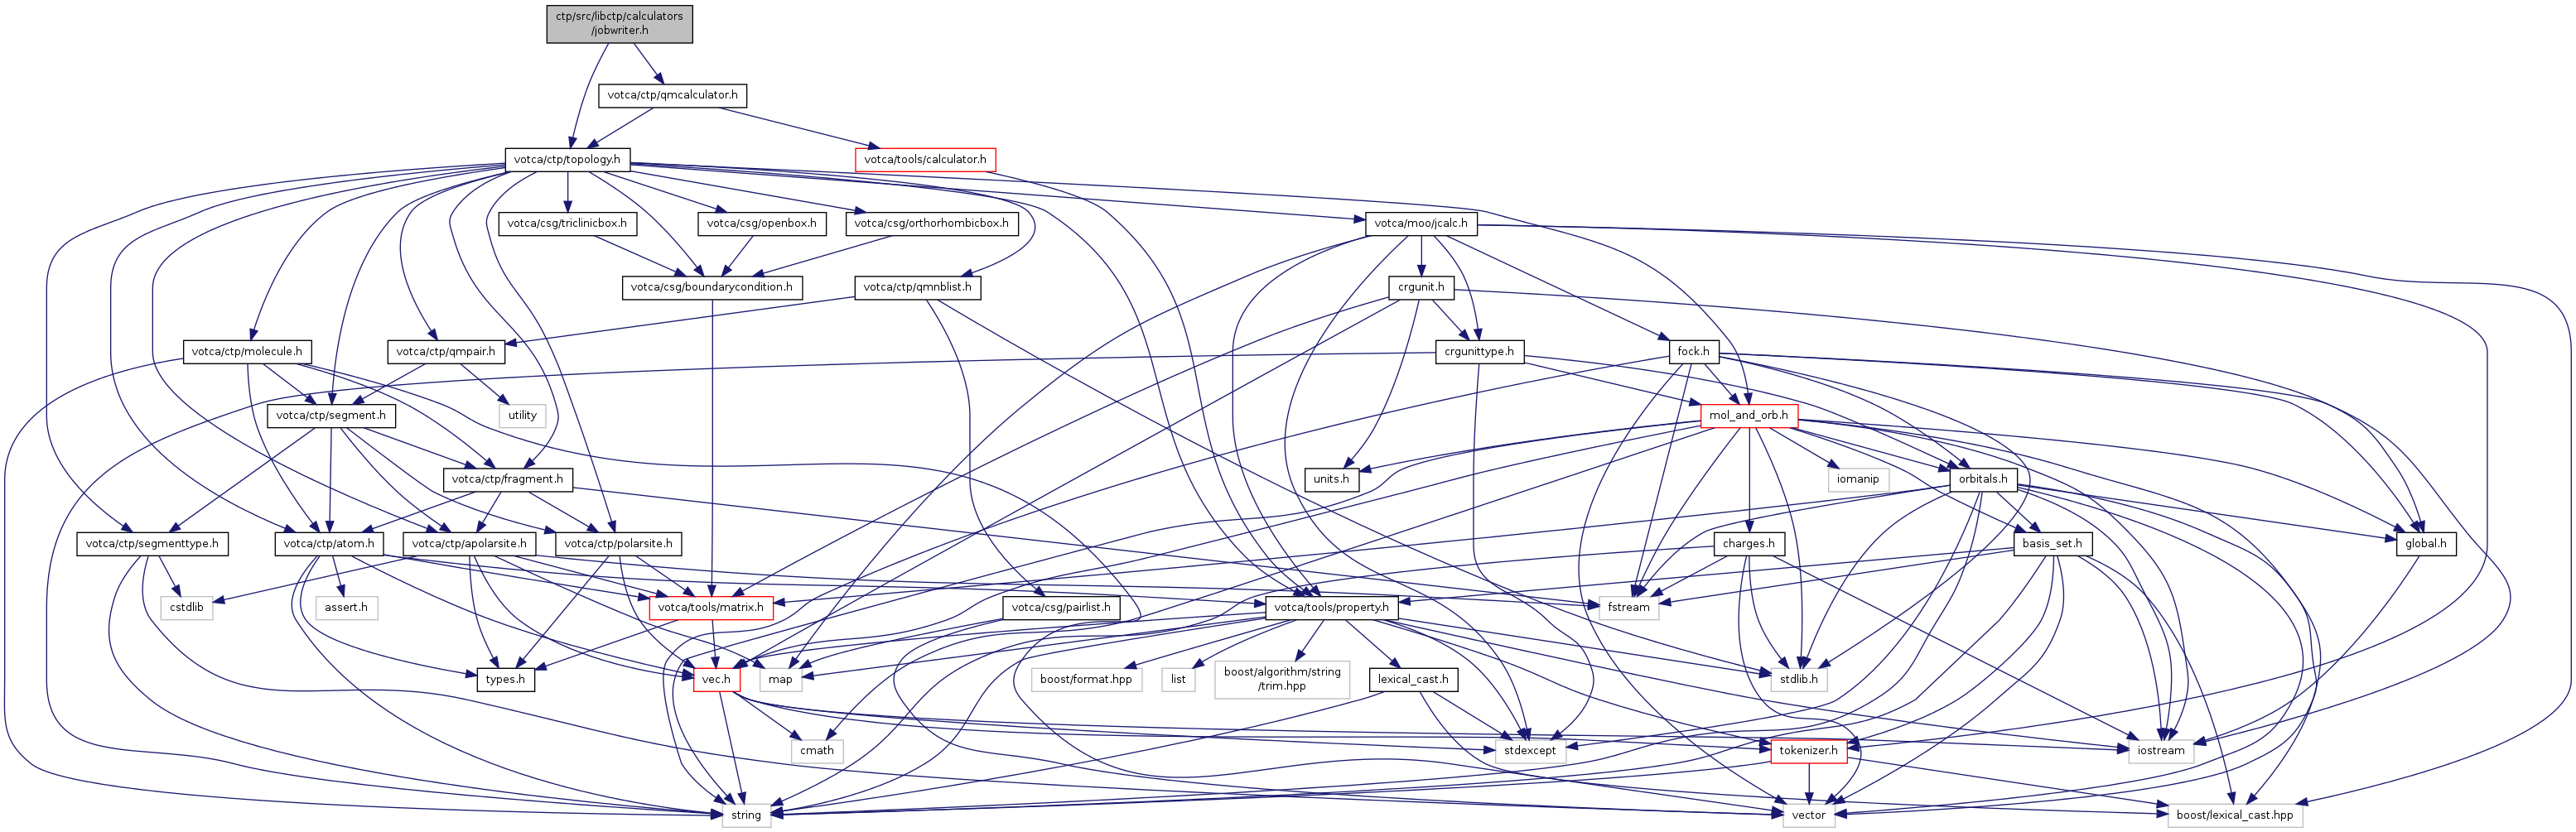 ctp/src/libctp/calculators
/jobwriter.h
votca/ctp/qmcalculator.h
votca/ctp/topology.h
votca/tools/calculator.h
votca/csg/triclinicbox.h
votca/csg/openbox.h
votca/csg/orthorhombicbox.h
votca/moo/jcalc.h
votca/csg/boundarycondition.h
votca/ctp/qmnblist.h
crgunit.h
votca/ctp/molecule.h
votca/ctp/qmpair.h
crgunittype.h
fock.h
votca/ctp/segment.h
utility
mol_and_orb.h
votca/ctp/fragment.h
units.h
iomanip
orbitals.h
votca/ctp/segmenttype.h
votca/ctp/atom.h
votca/ctp/apolarsite.h
votca/ctp/polarsite.h
charges.h
basis_set.h
global.h
cstdlib
assert.h
votca/tools/matrix.h
votca/csg/pairlist.h
votca/tools/property.h
fstream
types.h
vec.h
map
boost/format.hpp
list
boost/algorithm/string
/trim.hpp
lexical_cast.h
stdlib.h
cmath
stdexcept
tokenizer.h
iostream
string
vector
boost/lexical_cast.hpp